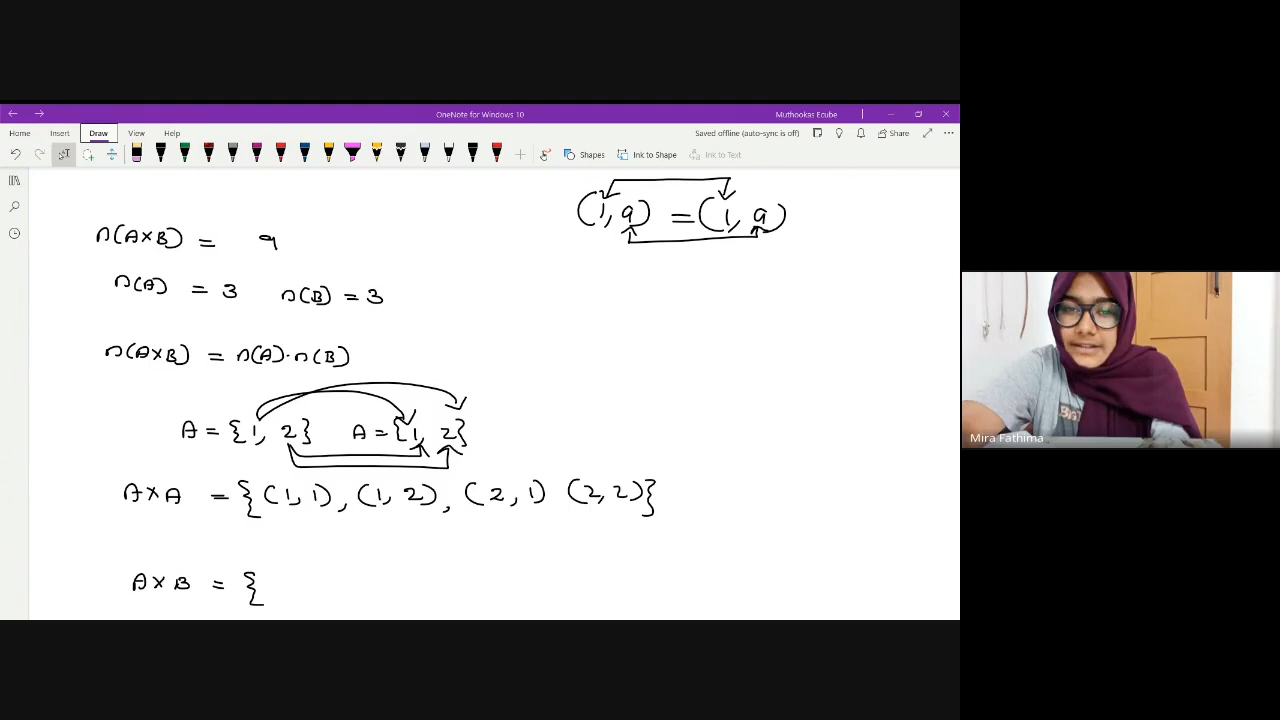 OneNote for Windows 10
Muthookas Ecube
Home Insert Draw View Help
Saved offline (auto-sync is off)
Share
Shapes
Ink to Shape
Ink to Text
(1, a) = (1, a)
n(A×B) = 9
n(A) = 3 n(B) = 3
n(A×B) = n(A)·n(B)
A = {1, 2} A = {1, 2}
A×A = {(1, 1), (1, 2), (2, 1) (2, 2)}
A×B = {
Mira Fathima